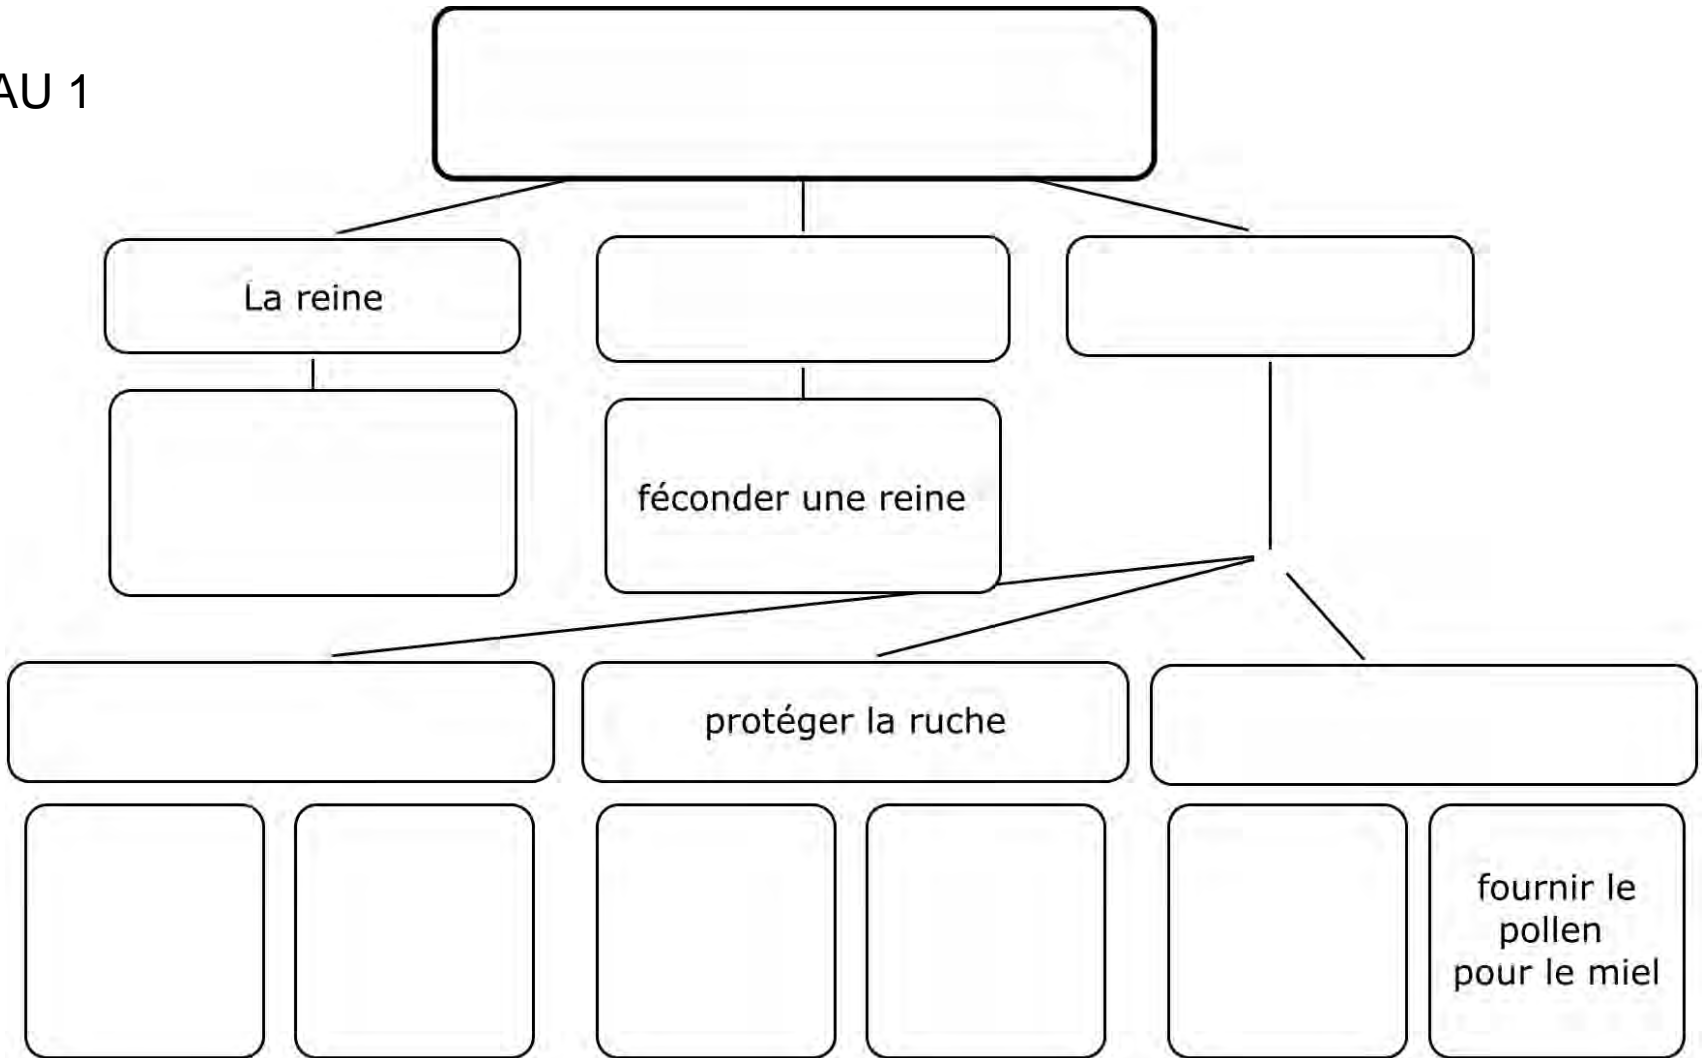 AU 1
La reine
féconder une reine
protéger la ruche
fournir le
pollen
pour le miel